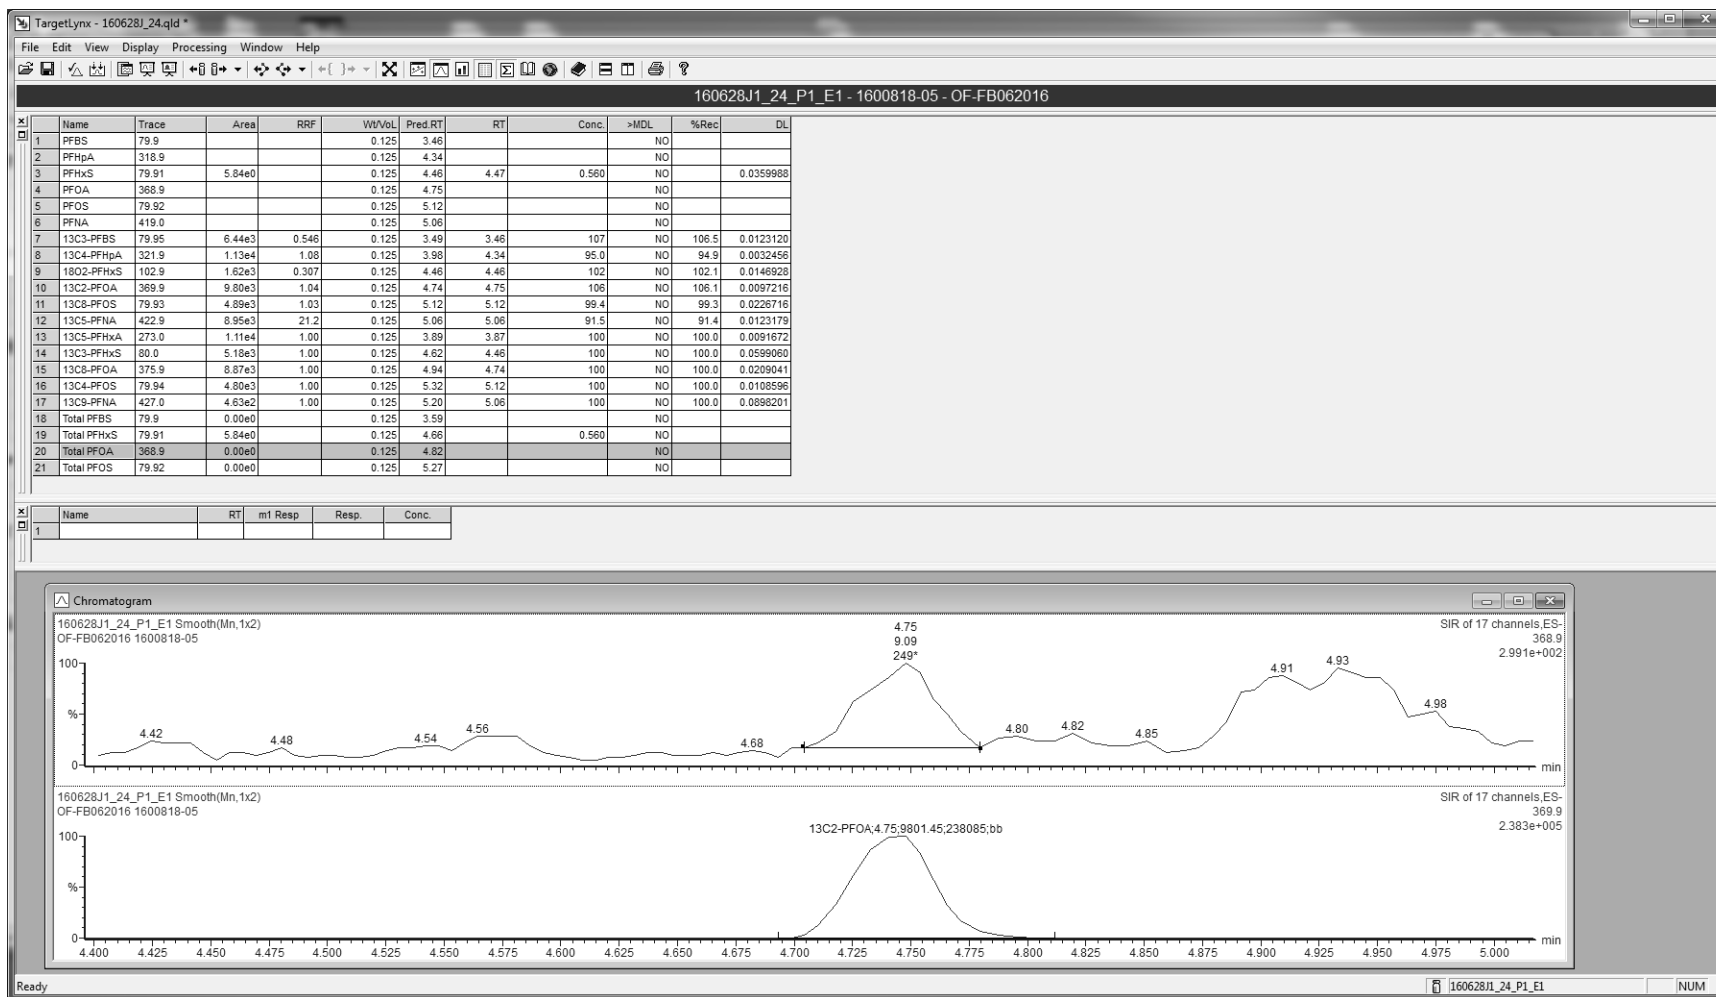 TargetLynx - 160628J_24.qld *
File Edit View Display Processing Window Help
160628J1_24_P1_E1 - 1600818-05 - OF-FB062016
Name Trace Area RRF Wt/Vol. Pred.RT RT Conc. >MDL %Rec DL
1 PFBS 79.9 0.125 3.46 NO
2 PFHpA 318.9 0.125 4.34 NO
3 PFHxS 79.91 5.84e0 0.125 4.46 4.47 0.560 NO 0.0359988
4 PFOA 368.9 0.125 4.75 NO
5 PFOS 79.92 0.125 5.12 NO
6 PFNA 419.0 0.125 5.06 NO
7 13C3-PFBS 79.95 6.44e3 0.546 0.125 3.49 3.46 107 NO 106.5 0.0123120
8 13C4-PFHpA 321.9 1.13e4 1.08 0.125 3.98 4.34 95.0 NO 94.9 0.0032456
9 18O2-PFHxS 102.9 1.62e3 0.307 0.125 4.46 4.46 102 NO 102.1 0.0146928
10 13C2-PFOA 369.9 9.80e3 1.04 0.125 4.74 4.75 106 NO 106.1 0.0097216
11 13C8-PFOS 79.93 4.89e3 1.03 0.125 5.12 5.12 99.4 NO 99.3 0.0226716
12 13C5-PFNA 422.9 8.95e3 21.2 0.125 5.06 5.06 91.5 NO 91.4 0.0123179
13 13C5-PFHxA 273.0 1.11e4 1.00 0.125 3.89 3.87 100 NO 100.0 0.0091672
14 13C3-PFHxS 80.0 5.18e3 1.00 0.125 4.62 4.46 100 NO 100.0 0.0599060
15 13C8-PFOA 375.9 8.87e3 1.00 0.125 4.94 4.74 100 NO 100.0 0.0209041
16 13C4-PFOS 79.94 4.80e3 1.00 0.125 5.32 5.12 100 NO 100.0 0.0108596
17 13C9-PFNA 427.0 4.63e2 1.00 0.125 5.20 5.06 100 NO 100.0 0.0898201
18 Total PFBS 79.9 0.00e0 0.125 3.59 NO
19 Total PFHxS 79.91 5.84e0 0.125 4.66 0.560 NO
20 Total PFOA 368.9 0.00e0 0.125 4.82 NO
21 Total PFOS 79.92 0.00e0 0.125 5.27 NO
Name RT m1 Resp Resp. Conc.
1
Chromatogram
160628J1_24_P1_E1 Smooth(Mn,1x2)
OF-FB062016 1600818-05
SIR of 17 channels,ES-
368.9
2.991e+002
4.75
9.09
249*
100
%
0
4.42 4.48 4.54 4.56 4.68 4.80 4.82 4.85 4.91 4.93 4.98
min
160628J1_24_P1_E1 Smooth(Mn,1x2)
OF-FB062016 1600818-05
SIR of 17 channels,ES-
369.9
2.383e+005
13C2-PFOA;4.75;9801.45;238085;bb
100
%
0
min
4.400 4.425 4.450 4.475 4.500 4.525 4.550 4.575 4.600 4.625 4.650 4.675 4.700 4.725 4.750 4.775 4.800 4.825 4.850 4.875 4.900 4.925 4.950 4.975 5.000
Ready 160628J1_24_P1_E1 NUM